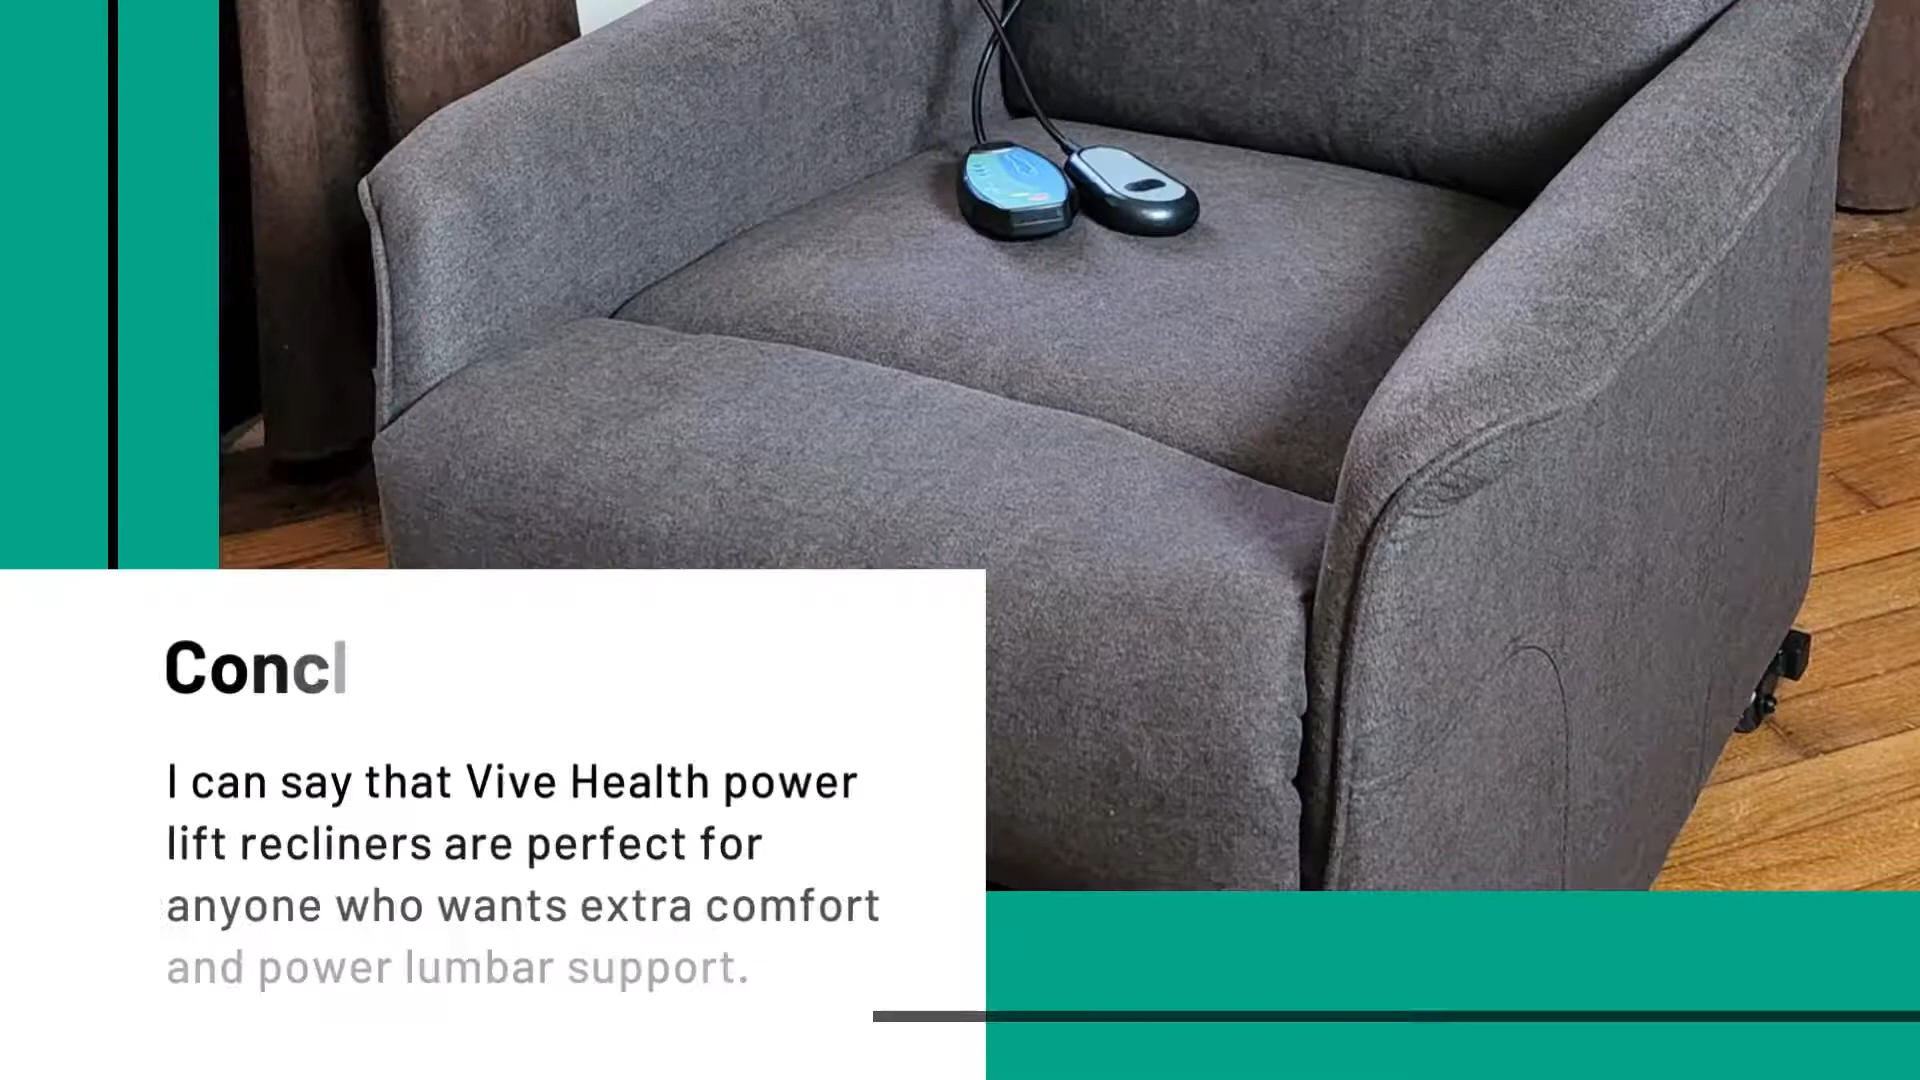 Concl
I can say that Vive Health power
lift recliners are perfect for
anyone who wants extra comfort
and power lumbar support.